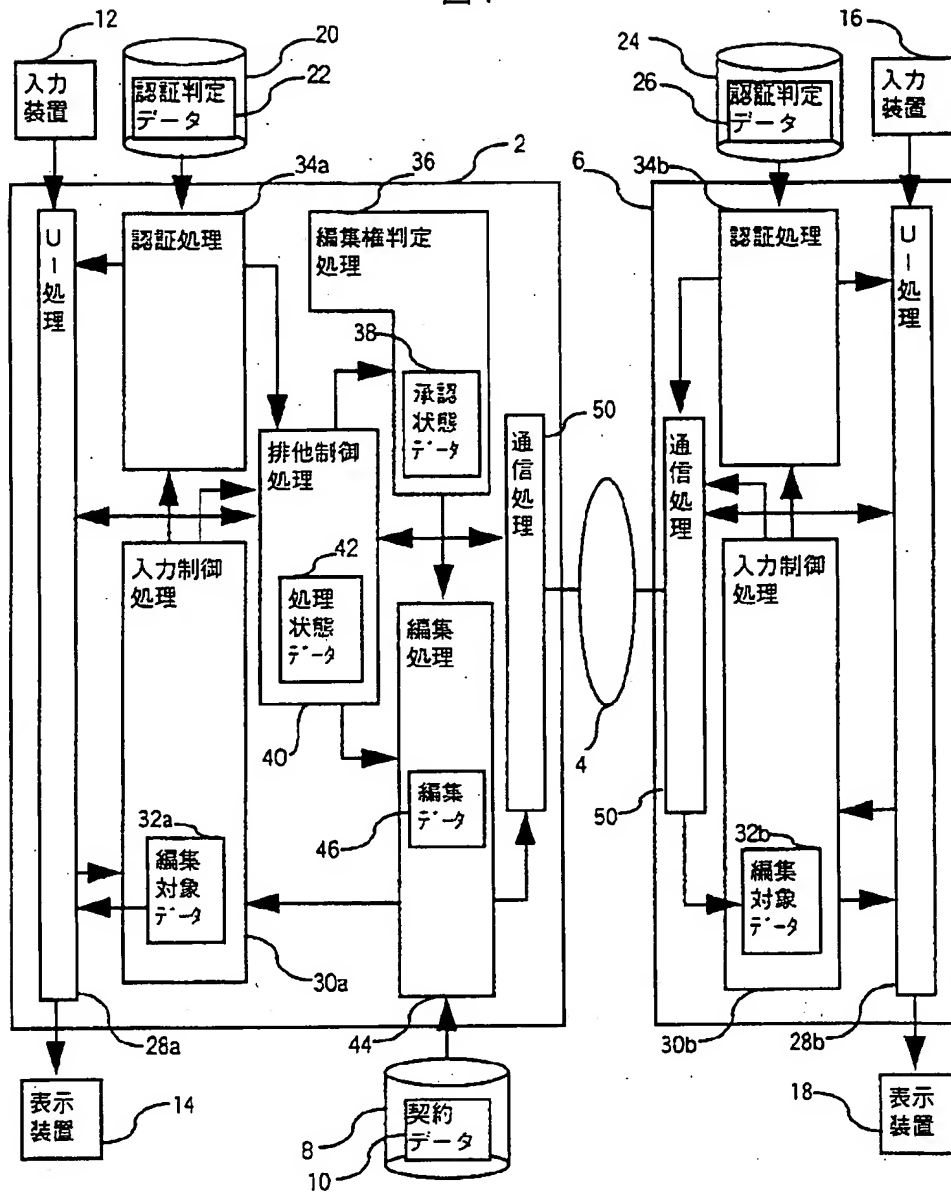 12
入力
装置
20
22
認証判定
データ
24
26
認証判定
データ
16
入力
装置
2
6
34a
認証処理
36
編集権判定
処理
38
承認
状態
データ
UI処理
排他制御
処理
42
処理
状態
データ
40
入力制御
処理
32a
編集
対象
データ
30a
編集
処理
46
編集
データ
44
50
通信処理
4
34b
認証処理
通信処理
50
入力制御
処理
32b
編集
対象
データ
30b
UI処理
28a
28b
表示
装置
14
8
10
契約
データ
18
表示
装置